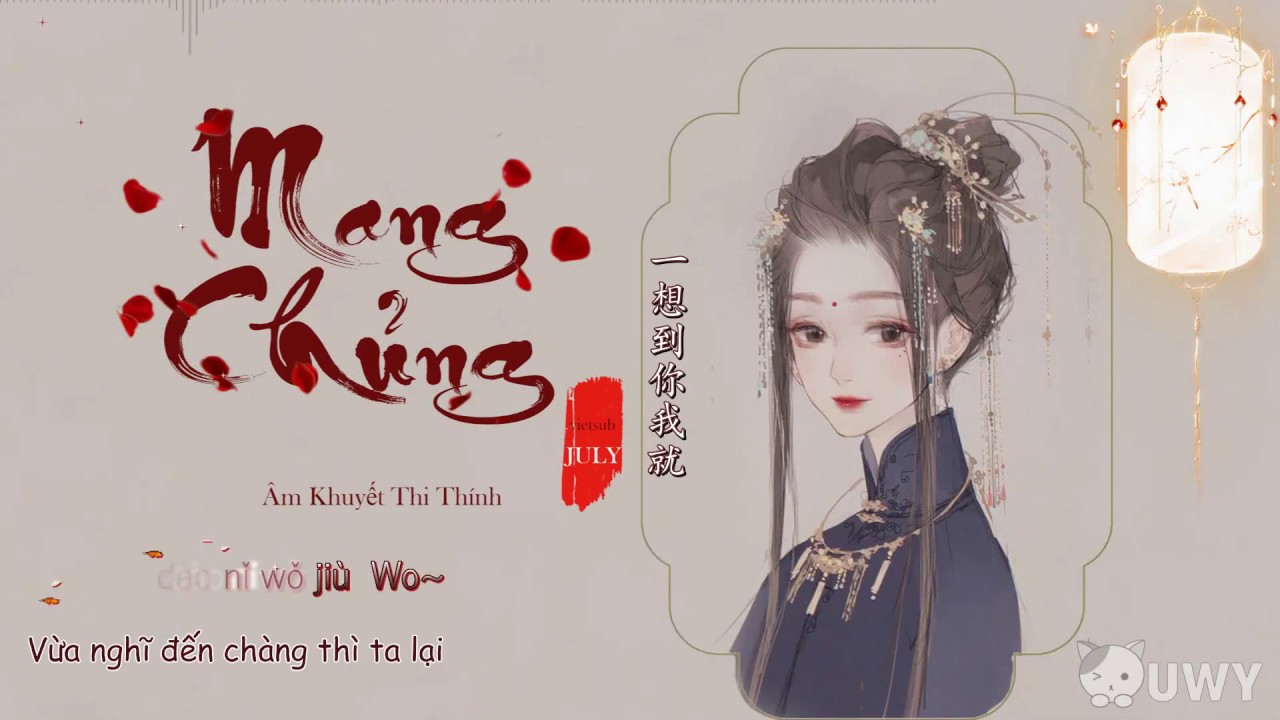 Mang
Chủng
vietsub
JULY
Âm Khuyết Thi Thính
一想到你我就
nǐ wǒ jiù Wo~
Vừa nghĩ đến chàng thì ta lại
UWY